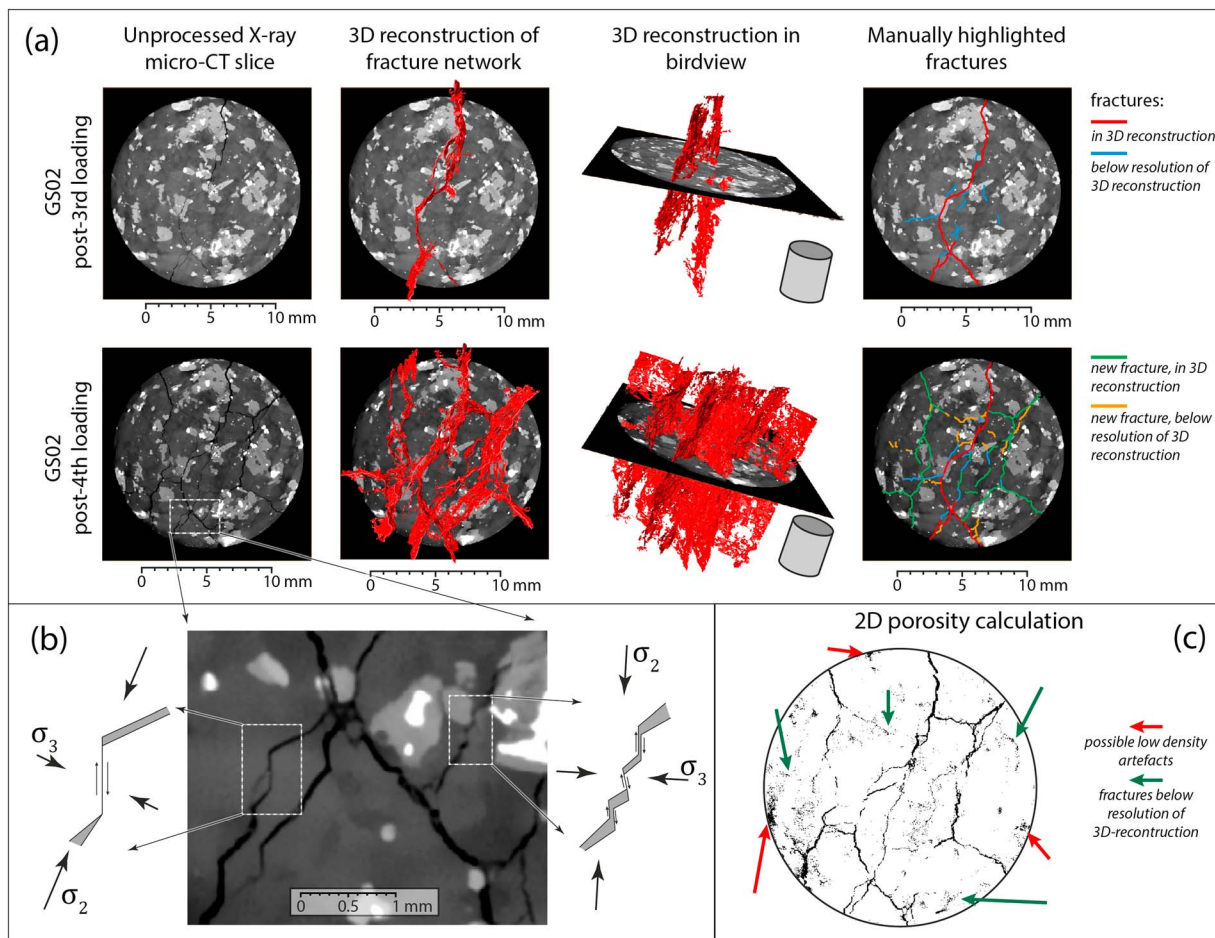 (a)
Unprocessed X-ray
micro-CT slice
3D reconstruction of
fracture network
3D reconstruction in
birdview
Manually highlighted
fractures
GS02
post-3rd loading
fractures:
in 3D reconstruction
below resolution of
3D reconstruction
0 5 10 mm
0 5 10 mm
0 5 10 mm
GS02
post-4th loading
new fracture, in 3D
reconstruction
new fracture, below
resolution of 3D
reconstruction
0 5 10 mm
0 5 10 mm
0 5 10 mm
(b)
σ3
σ2
0 0.5 1 mm
σ2
σ3
2D porosity calculation
(c)
possible low density
artefacts
fractures below
resolution of
3D-recontruction